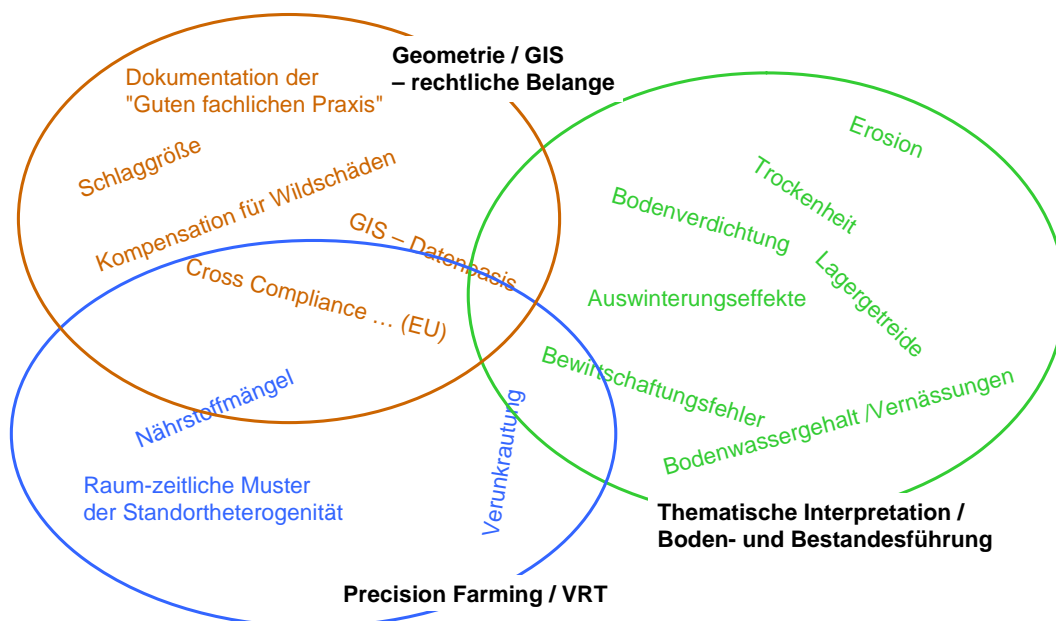 Geometrie / GIS
– rechtliche Belange
Dokumentation der
"Guten fachlichen Praxis"
Schlaggröße
Kompensation für Wildschäden
GIS – Datenbasis
Cross Compliance … (EU)
Erosion
Trockenheit
Bodenverdichtung
Lagergetreide
Auswinterungseffekte
Bewirtschaftungsfehler
Bodenwassergehalt /Vernässungen
Thematische Interpretation /
Boden- und Bestandesführung
Nährstoffmängel
Verunkrautung
Raum-zeitliche Muster
der Standortheterogenität
Precision Farming / VRT